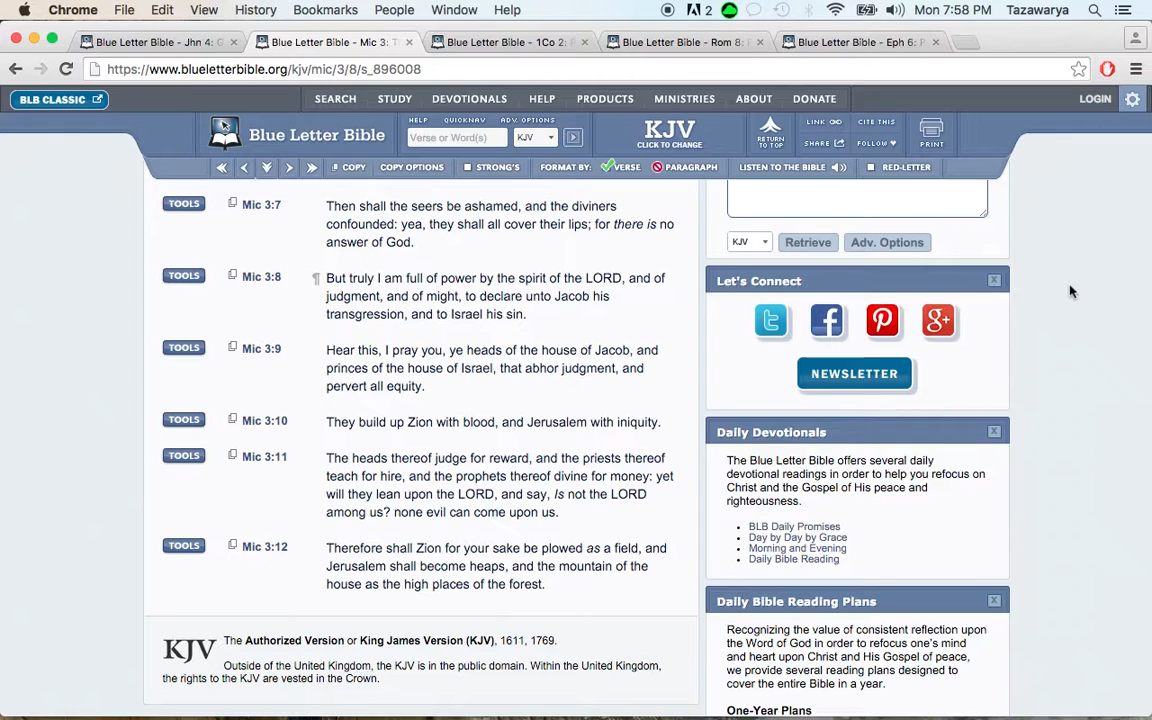 Chrome File Edit View History Bookmarks People Window Help 2 Mon 7:58 PM Tazawarya
Blue Letter Bible - Jhn 4: G Blue Letter Bible - Mic 3: T Blue Letter Bible - 1Co 2: F Blue Letter Bible - Rom 8: F Blue Letter Bible - Eph 6: P
https://www.blueletterbible.org/kjv/mic/3/8/s_896008
BLB CLASSIC SEARCH STUDY DEVOTIONALS HELP PRODUCTS MINISTRIES ABOUT DONATE LOGIN
HELP QUICKNAV ADV. OPTIONS
Blue Letter Bible Verse or Word(s) KJV
KJV
CLICK TO CHANGE
RETURN
TO TOP
LINK CITE THIS
SHARE FOLLOW
PRINT
COPY COPY OPTIONS STRONG'S FORMAT BY: VERSE PARAGRAPH LISTEN TO THE BIBLE RED-LETTER
TOOLS Mic 3:7 Then shall the seers be ashamed, and the diviners
confounded: yea, they shall all cover their lips; for there is no
answer of God.
TOOLS Mic 3:8 ¶ But truly I am full of power by the spirit of the LORD, and of
judgment, and of might, to declare unto Jacob his
transgression, and to Israel his sin.
TOOLS Mic 3:9 Hear this, I pray you, ye heads of the house of Jacob, and
princes of the house of Israel, that abhor judgment, and
pervert all equity.
TOOLS Mic 3:10 They build up Zion with blood, and Jerusalem with iniquity.
TOOLS Mic 3:11 The heads thereof judge for reward, and the priests thereof
teach for hire, and the prophets thereof divine for money: yet
will they lean upon the LORD, and say, Is not the LORD
among us? none evil can come upon us.
TOOLS Mic 3:12 Therefore shall Zion for your sake be plowed as a field, and
Jerusalem shall become heaps, and the mountain of the
house as the high places of the forest.
KJV The Authorized Version or King James Version (KJV), 1611, 1769.
Outside of the United Kingdom, the KJV is in the public domain. Within the United Kingdom,
the rights to the KJV are vested in the Crown.
KJV Retrieve Adv. Options
Let's Connect X
NEWSLETTER
Daily Devotionals X
The Blue Letter Bible offers several daily
devotional readings in order to help you refocus on
Christ and the Gospel of His peace and
righteousness.
• BLB Daily Promises
• Day by Day by Grace
• Morning and Evening
• Daily Bible Reading
Daily Bible Reading Plans X
Recognizing the value of consistent reflection upon
the Word of God in order to refocus one's mind
and heart upon Christ and His Gospel of peace,
we provide several reading plans designed to
cover the entire Bible in a year.
One-Year Plans